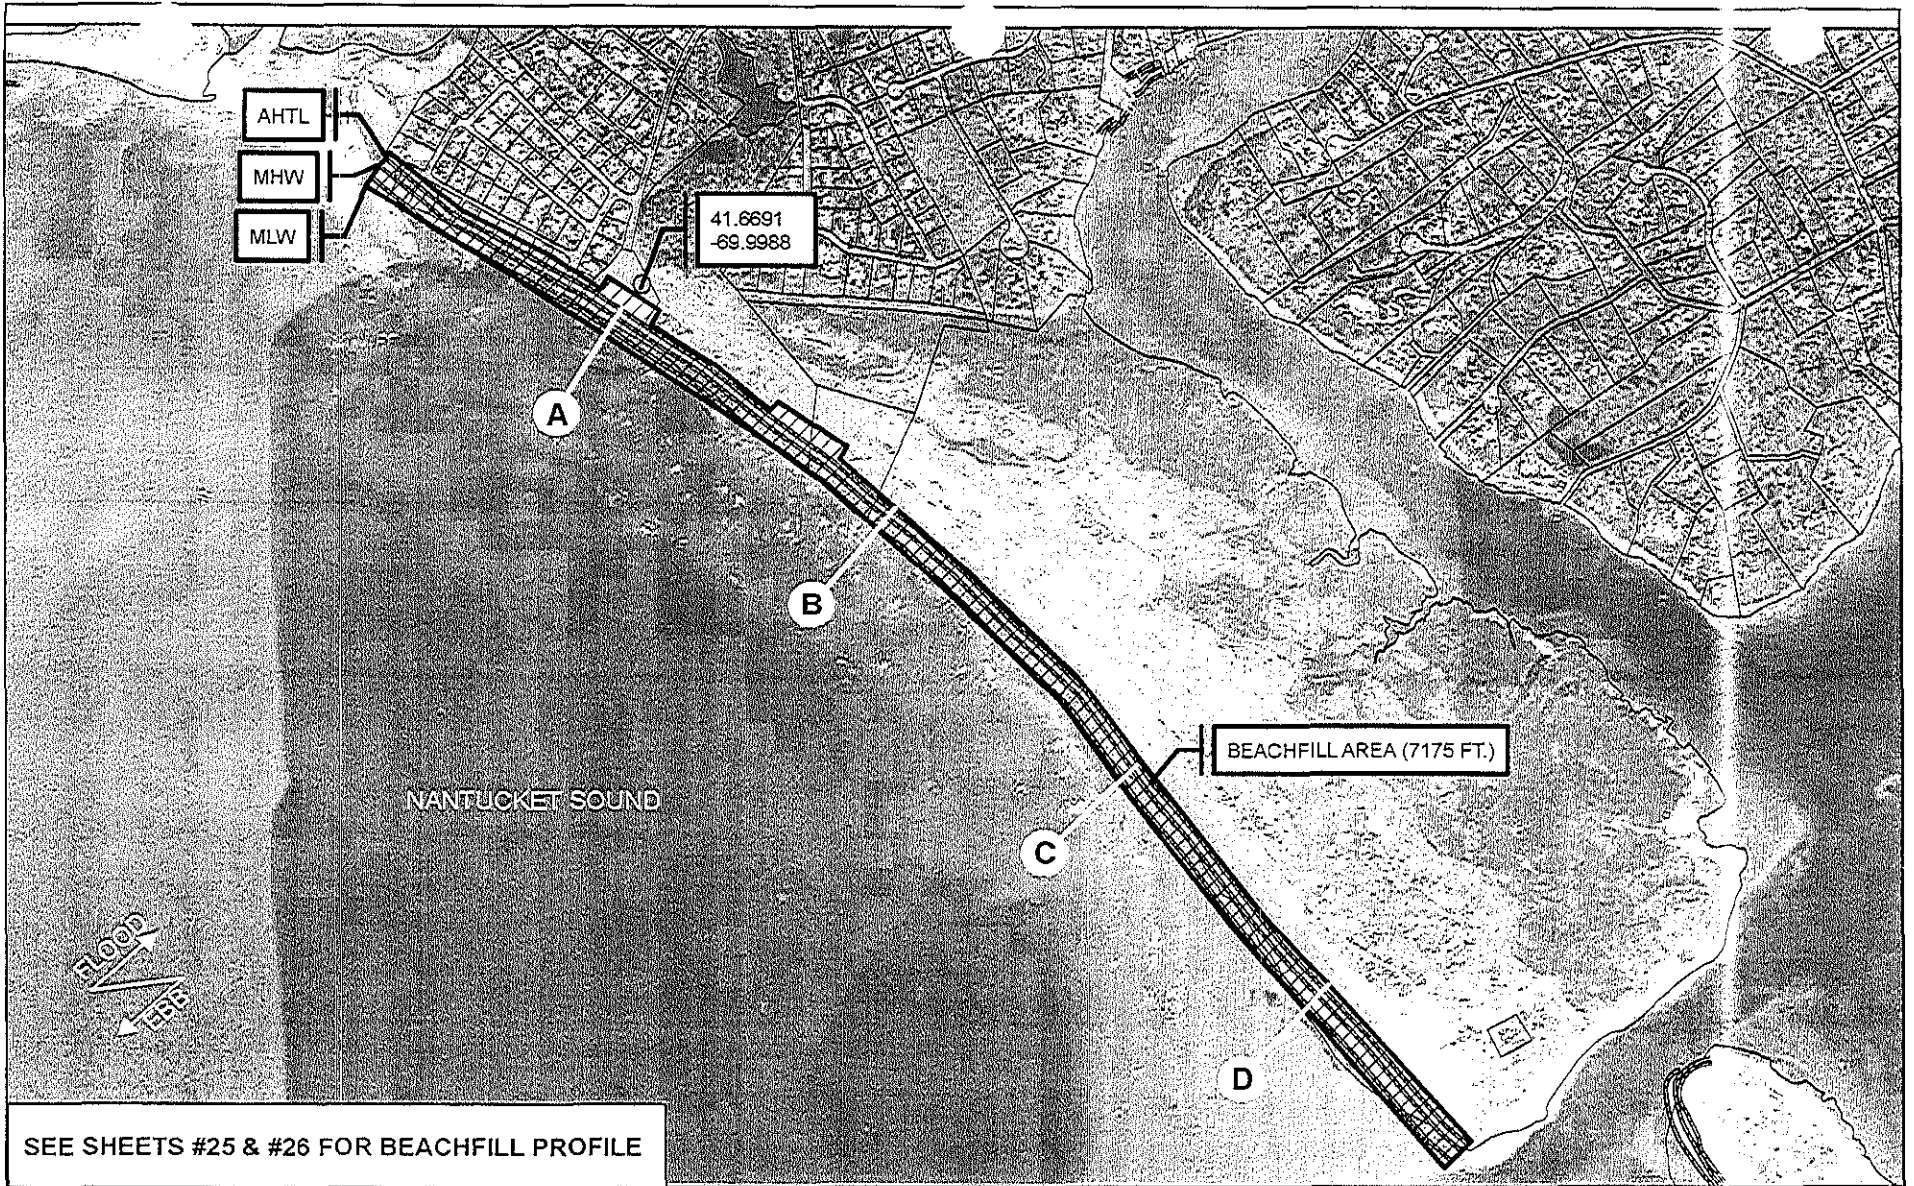 AHTL
MHW
MLW
41.6691
-69.9988
A
B
BEACHFILL AREA (7175 FT.)
NANTUCKET SOUND
C
FLOOD
EBB
D
SEE SHEETS #25 & #26 FOR BEACHFILL PROFILE